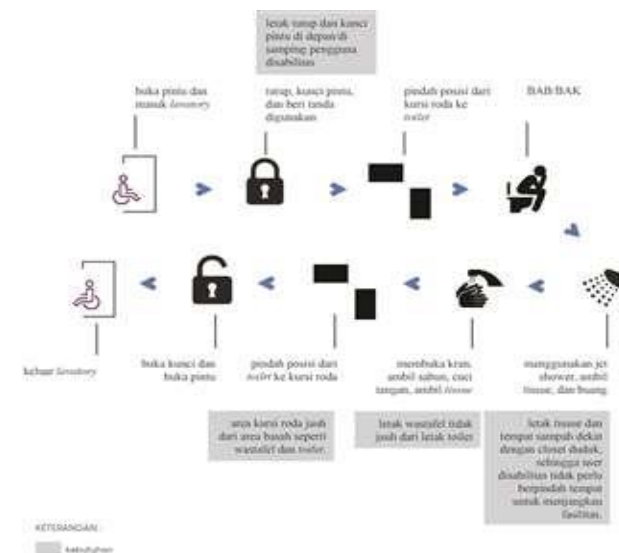 letak tutup dan kunci
pintu di depan/di
samping pengguna
disabilitas
buka pintu dan
masuk lavatory
tutup, kunci pintu,
dan beri tanda
digunakan
pindah posisi dari
kursi roda ke
toilet
BAB/BAK
keluar lavatory
buka kunci dan
buka pintu
pindah posisi dari
toilet ke kursi roda
membuka kran,
ambil sabun, cuci
tangan, ambil tissue
menggunakan jet
shower, ambil
tissue, dan buang
area kursi roda jauh
dari area basah seperti
wastafel dan toilet.
letak wastafel tidak
jauh dari letak toilet
letak tissue dan
tempat sampah dekat
dengan closet duduk,
sehingga user
disabilitas tidak perlu
berpindah tempat
untuk menjangkau
fasilitas.
KETERANGAN:
kebutuhan